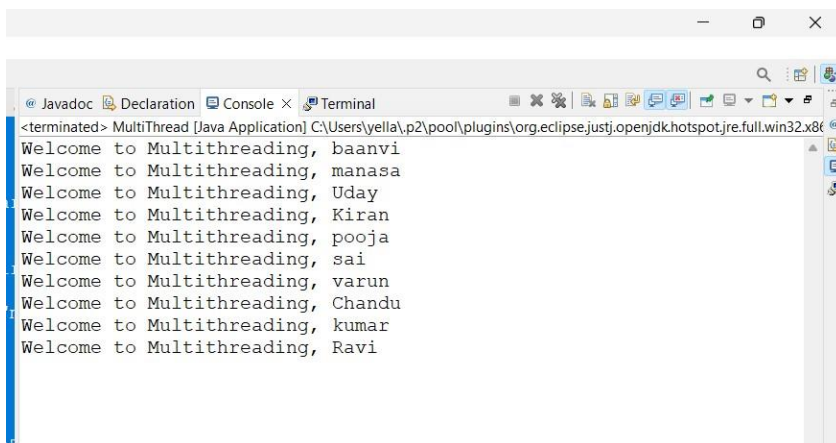 @ Javadoc Declaration Console × Terminal
<terminated> MultiThread [Java Application] C:\Users\yella\.p2\pool\plugins\org.eclipse.justj.openjdk.hotspot.jre.full.win32.x86
Welcome to Multithreading, baanvi
Welcome to Multithreading, manasa
Welcome to Multithreading, Uday
Welcome to Multithreading, Kiran
Welcome to Multithreading, pooja
Welcome to Multithreading, sai
Welcome to Multithreading, varun
Welcome to Multithreading, Chandu
Welcome to Multithreading, kumar
Welcome to Multithreading, Ravi